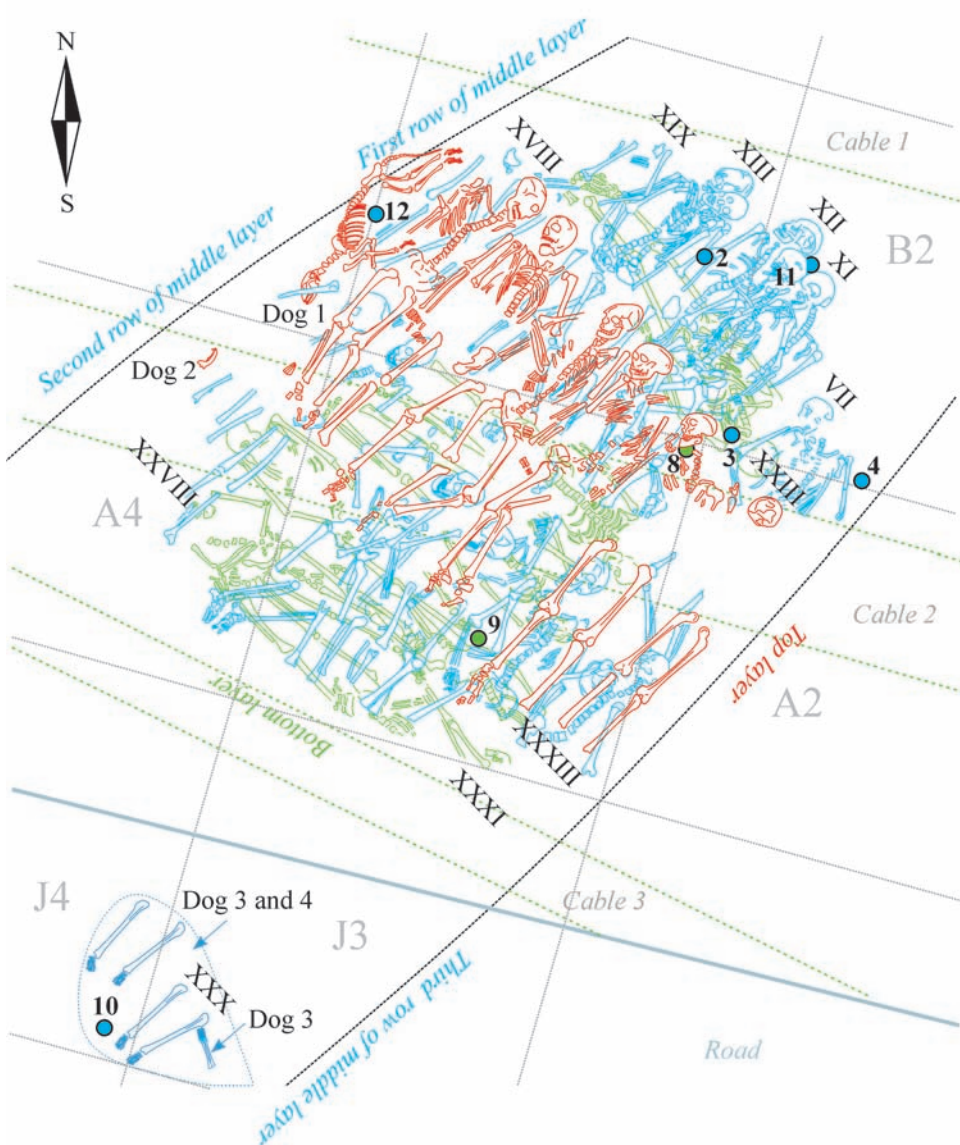 N
S
First row of middle layer
Second row of middle layer
Cable 1
XVIII
XIX
XIII
XII
XI
B2
12
2
11
Dog 1
Dog 2
VII
3
8
XXIII
4
XXVIII
A4
Cable 2
9
Top layer
A2
Bottom layer
XXXIII
XXXI
J4
Dog 3 and 4
J3
Cable 3
XXX
10
Dog 3
Third row of middle layer
Road